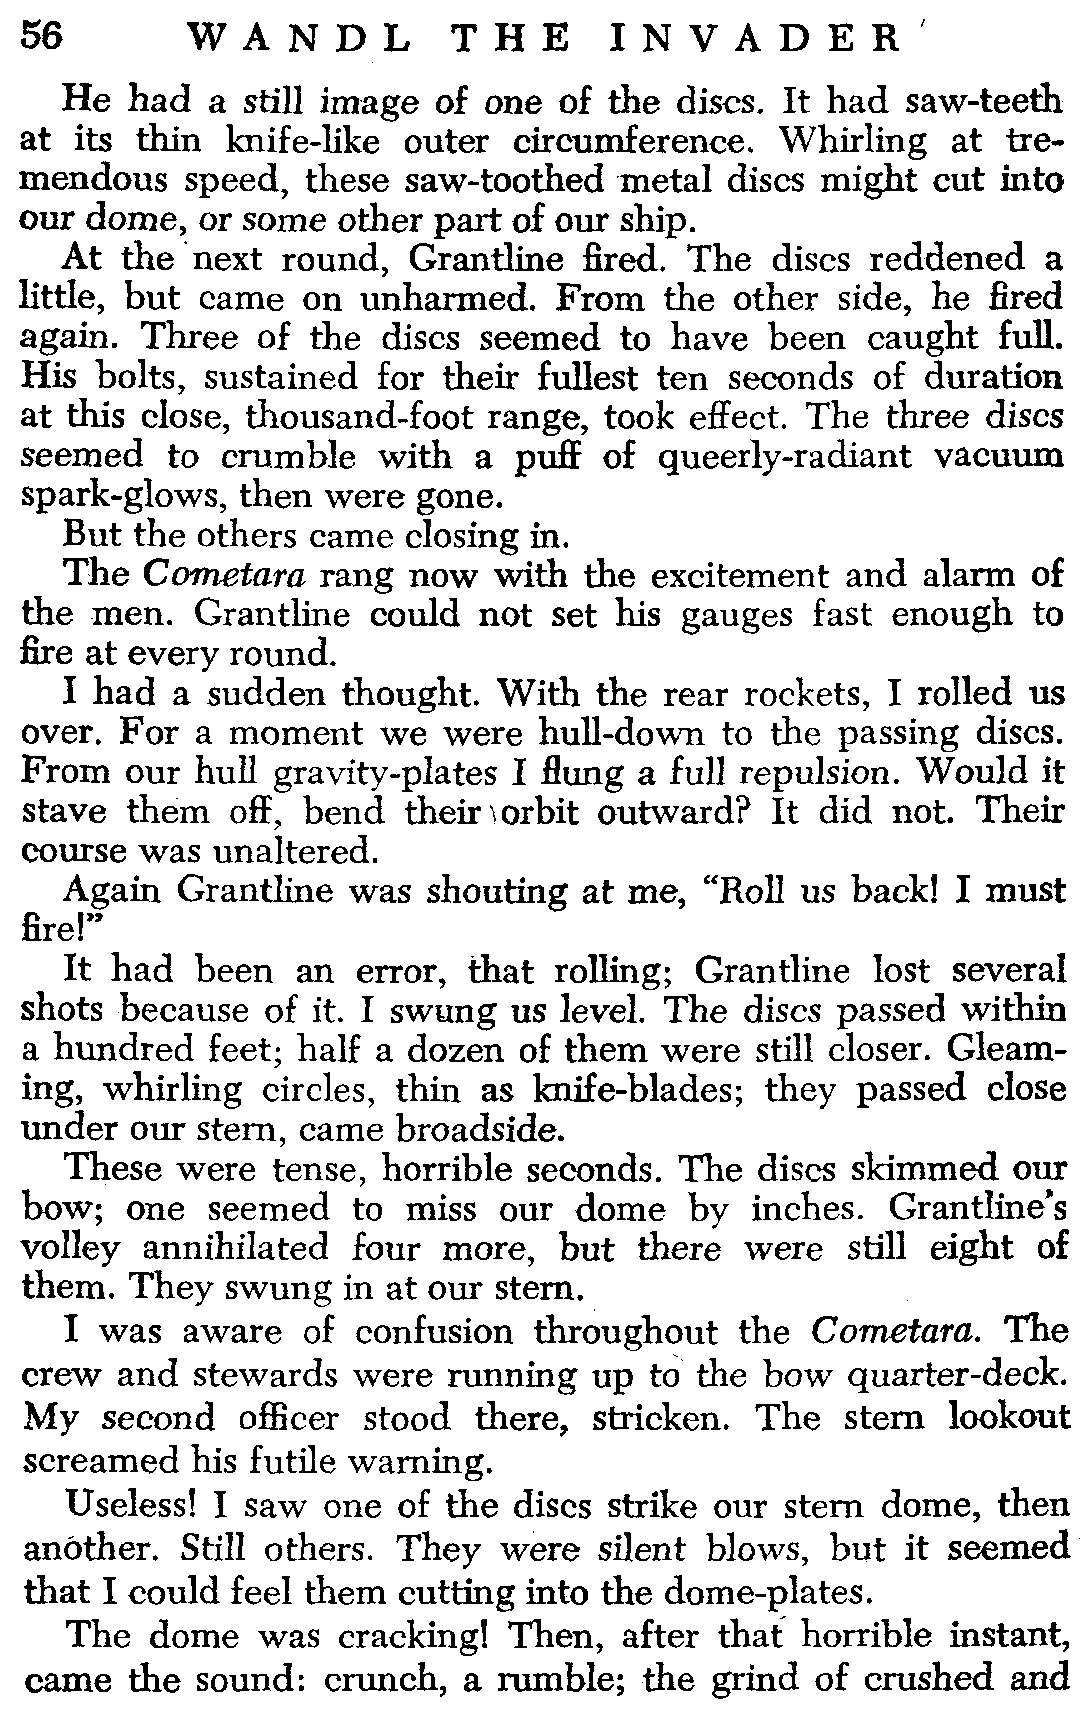 56 WANDL THE INVADER
He had a still image of one of the discs. It had saw-teeth
at its thin knife-like outer circumference. Whirling at tre-
mendous speed, these saw-toothed metal discs might cut into
our dome, or some other part of our ship.
At the next round, Grantline fired. The discs reddened a
little, but came on unharmed. From the other side, he fired
again. Three of the discs seemed to have been caught full.
His bolts, sustained for their fullest ten seconds of duration
at this close, thousand-foot range, took effect. The three discs
seemed to crumble with a puff of queerly-radiant vacuum
spark-glows, then were gone.
But the others came closing in.
The Cometara rang now with the excitement and alarm of
the men. Grantline could not set his gauges fast enough to
fire at every round.
I had a sudden thought. With the rear rockets, I rolled us
over. For a moment we were hull-down to the passing discs.
From our hull gravity-plates I flung a full repulsion. Would it
stave them off, bend their orbit outward? It did not. Their
course was unaltered.
Again Grantline was shouting at me, "Roll us back! I must
fire!"
It had been an error, that rolling; Grantline lost several
shots because of it. I swung us level. The discs passed within
a hundred feet; half a dozen of them were still closer. Gleam-
ing, whirling circles, thin as knife-blades; they passed close
under our stern, came broadside.
These were tense, horrible seconds. The discs skimmed our
bow; one seemed to miss our dome by inches. Grantline's
volley annihilated four more, but there were still eight of
them. They swung in at our stern.
I was aware of confusion throughout the Cometara. The
crew and stewards were running up to the bow quarter-deck.
My second officer stood there, stricken. The stern lookout
screamed his futile warning.
Useless! I saw one of the discs strike our stern dome, then
another. Still others. They were silent blows, but it seemed
that I could feel them cutting into the dome-plates.
The dome was cracking! Then, after that horrible instant,
came the sound: crunch, a rumble; the grind of crushed and